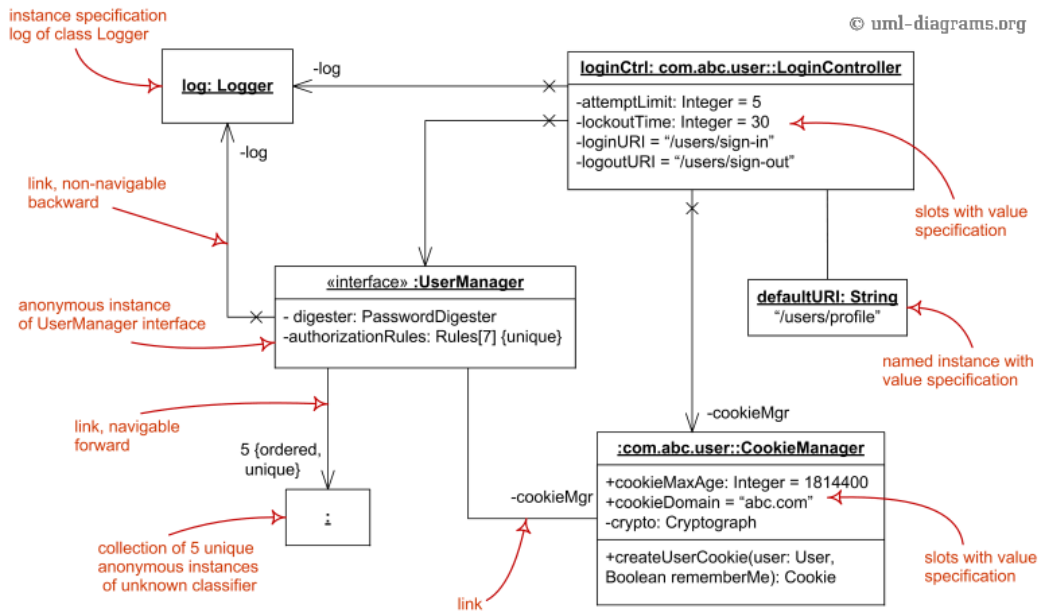 instance specification
log of class Logger
© uml-diagrams.org
log: Logger
-log
loginCtrl: com.abc.user::LoginController
-attemptLimit: Integer = 5
-lockoutTime: Integer = 30
-loginURI = “/users/sign-in”
-logoutURI = “/users/sign-out”
-log
link, non-navigable
backward
slots with value
specification
«interface» :UserManager
- digester: PasswordDigester
-authorizationRules: Rules[7] {unique}
anonymous instance
of UserManager interface
defaultURI: String
“/users/profile”
named instance with
value specification
link, navigable
forward
-cookieMgr
5 {ordered,
unique}
:com.abc.user::CookieManager
+cookieMaxAge: Integer = 1814400
+cookieDomain = “abc.com”
-crypto: Cryptograph
+createUserCookie(user: User,
Boolean rememberMe): Cookie
-cookieMgr
:
collection of 5 unique
anonymous instances
of unknown classifier
slots with value
specification
link